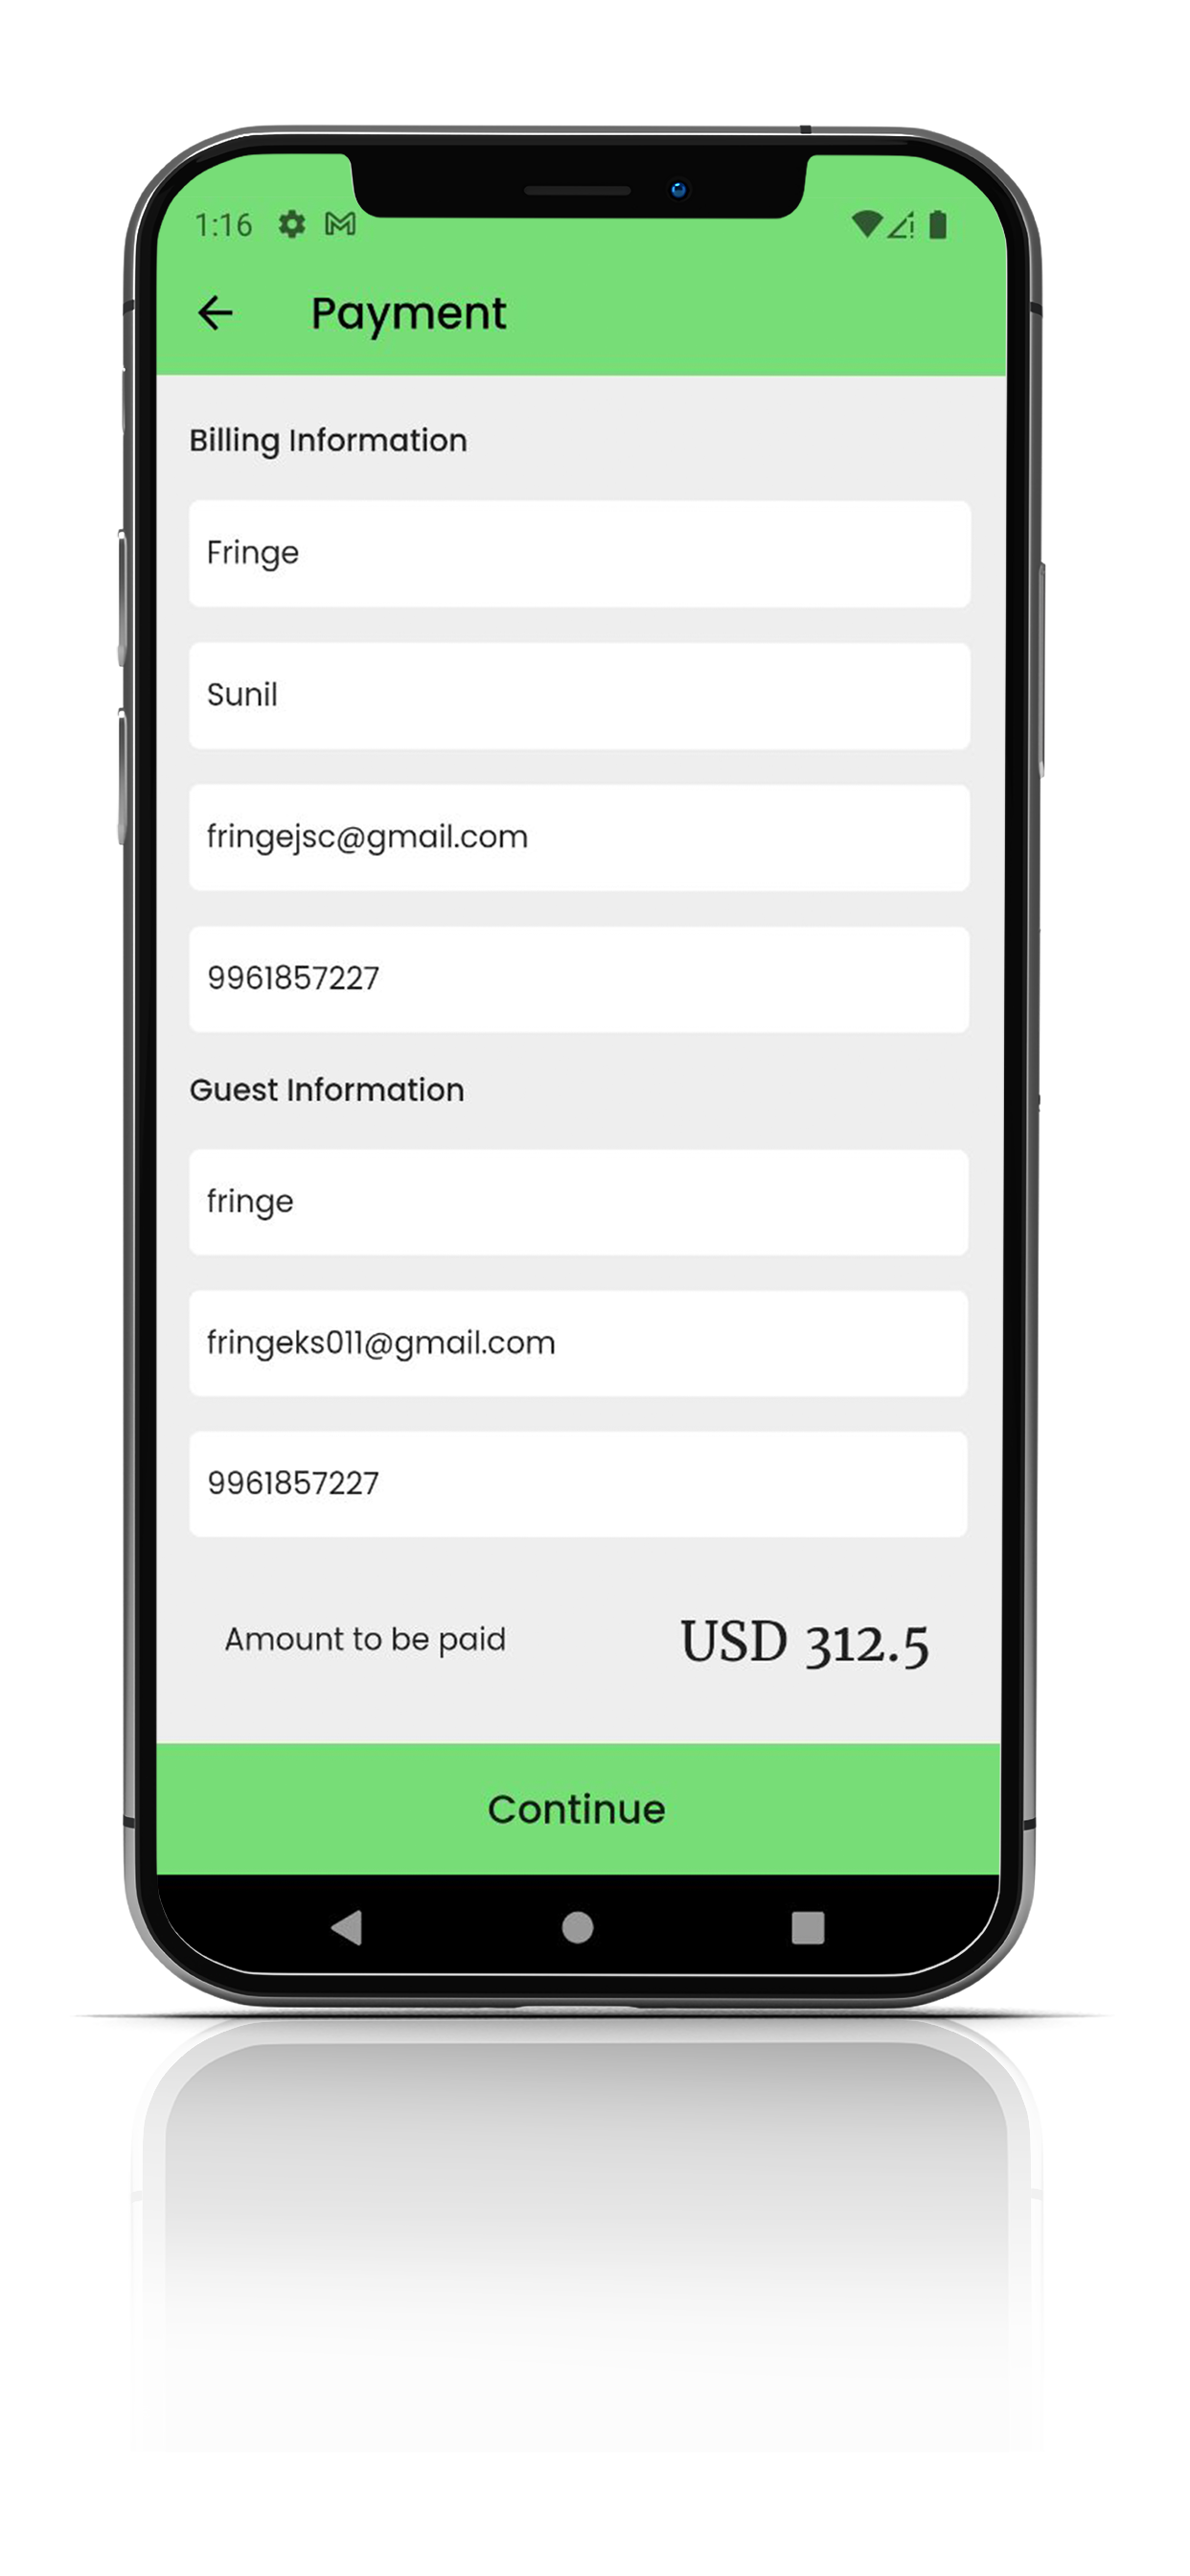 1:16
Payment
Billing Information
Fringe
Sunil
fringejsc@gmail.com
9961857227
Guest Information
fringe
fringeks011@gmail.com
9961857227
Amount to be paid USD 312.5
Continue